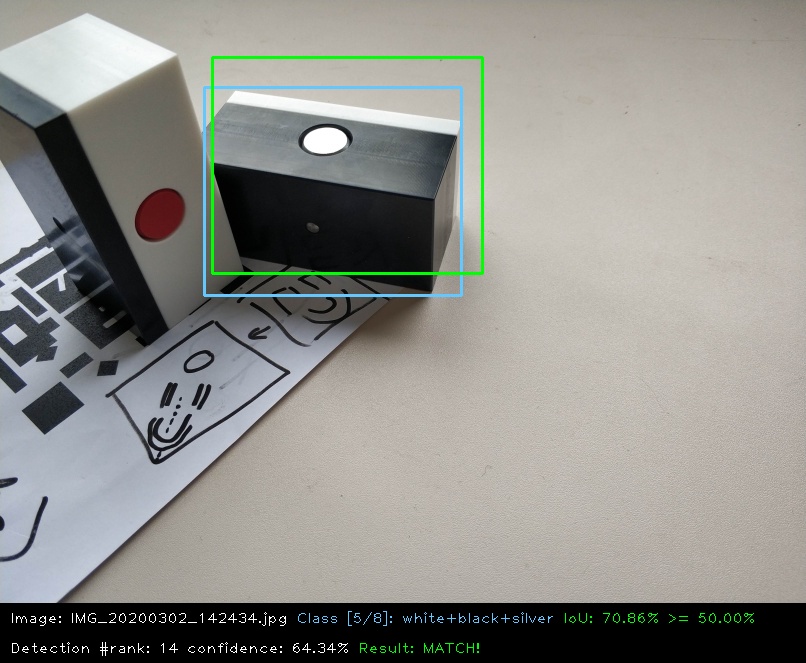 Image: IMG_20200302_142434.jpg Class [5/8]: white+black+silver IoU: 70.86% >= 50.00%
Detection #rank: 14 confidence: 64.34% Result: MATCH!